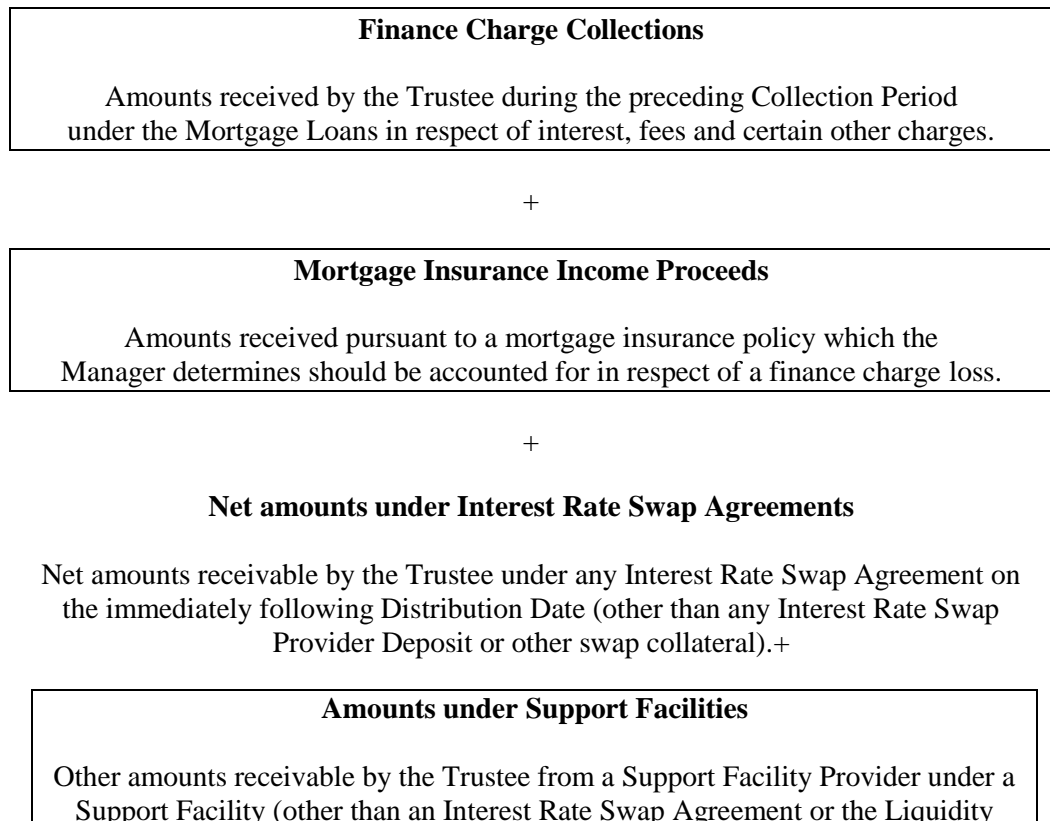 Finance Charge Collections
Amounts received by the Trustee during the preceding Collection Period
under the Mortgage Loans in respect of interest, fees and certain other charges.
+
Mortgage Insurance Income Proceeds
Amounts received pursuant to a mortgage insurance policy which the
Manager determines should be accounted for in respect of a finance charge loss.
+
Net amounts under Interest Rate Swap Agreements
Net amounts receivable by the Trustee under any Interest Rate Swap Agreement on
the immediately following Distribution Date (other than any Interest Rate Swap
Provider Deposit or other swap collateral).+
Amounts under Support Facilities
Other amounts receivable by the Trustee from a Support Facility Provider under a
Support Facility (other than an Interest Rate Swap Agreement or the Liquidity